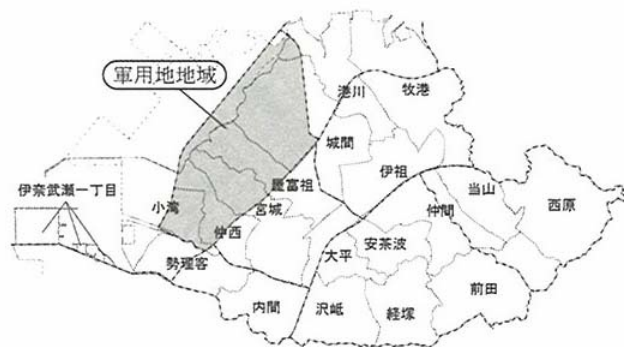 軍用地地域
港川
牧港
城間
伊祖
屋富祖
当山
伊奈武瀬一丁目
小湾
宮城
仲間
西原
仲西
安茶波
大平
勢理客
前田
内間
沢岻
経塚